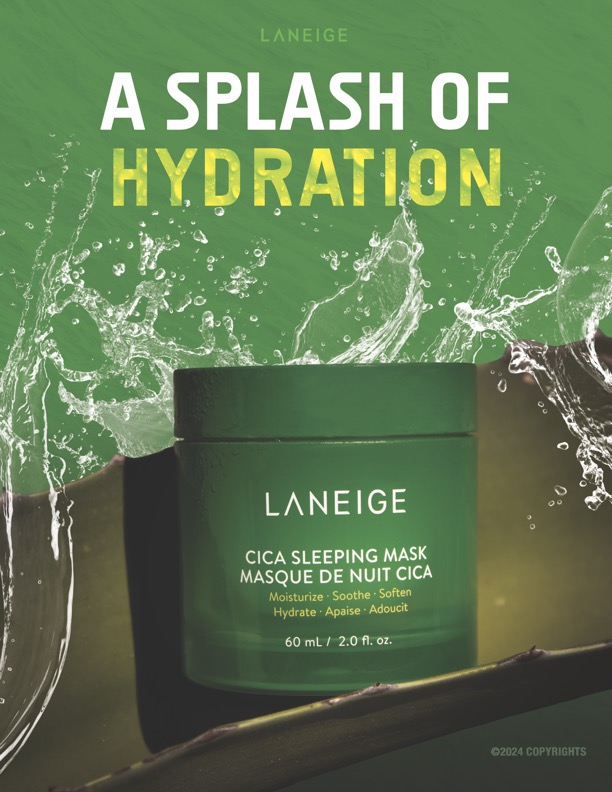 LANEIGE
A SPLASH OF
HYDRATION
LANEIGE
CICA SLEEPING MASK
MASQUE DE NUIT CICA
Moisturize · Soothe · Soften
Hydrate · Apaise · Adoucit
60 mL / 2.0 fl. oz.
©2024 COPYRIGHTS